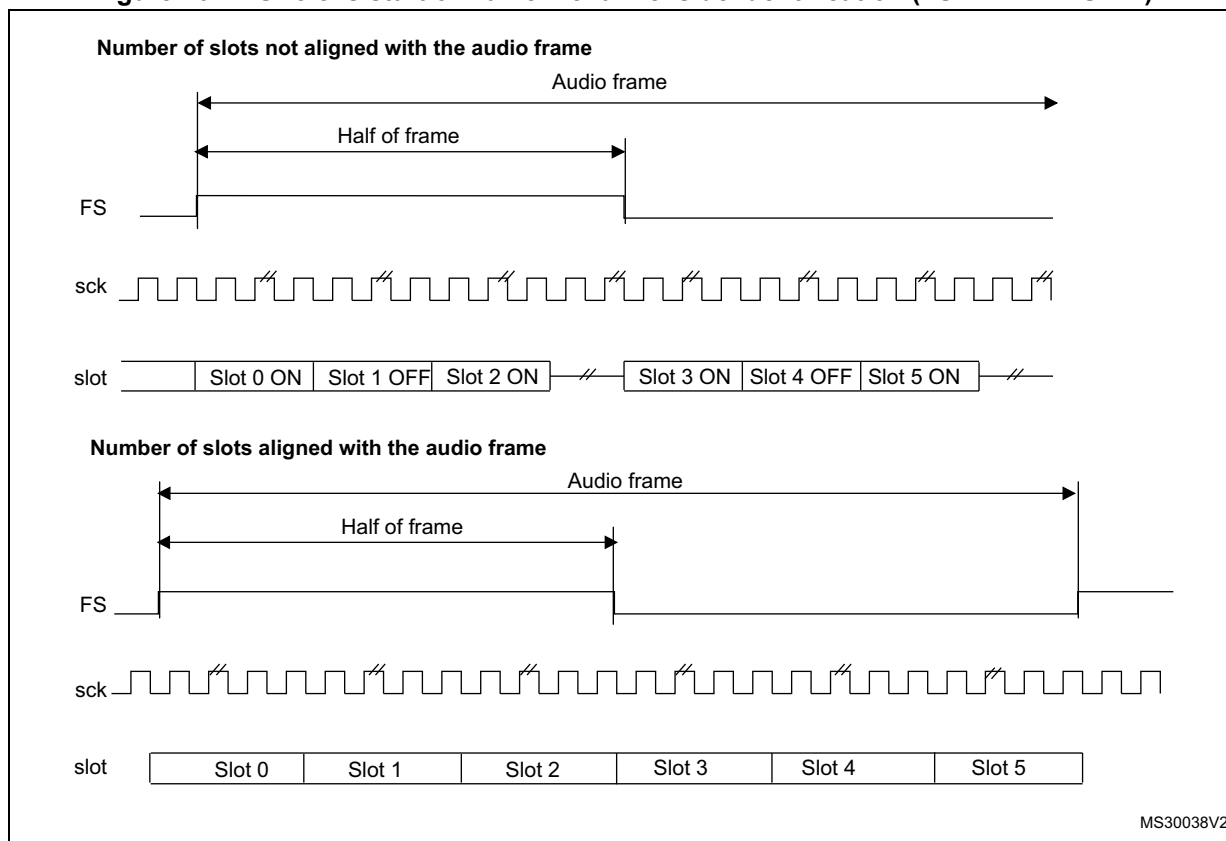 Number of slots not aligned with the audio frame
Audio frame
Half of frame
FS
sck
slot
Slot 0 ON
Slot 1 OFF
Slot 2 ON
Slot 3 ON
Slot 4 OFF
Slot 5 ON
Number of slots aligned with the audio frame
Audio frame
Half of frame
FS
sck
slot
Slot 0
Slot 1
Slot 2
Slot 3
Slot 4
Slot 5
MS30038V2